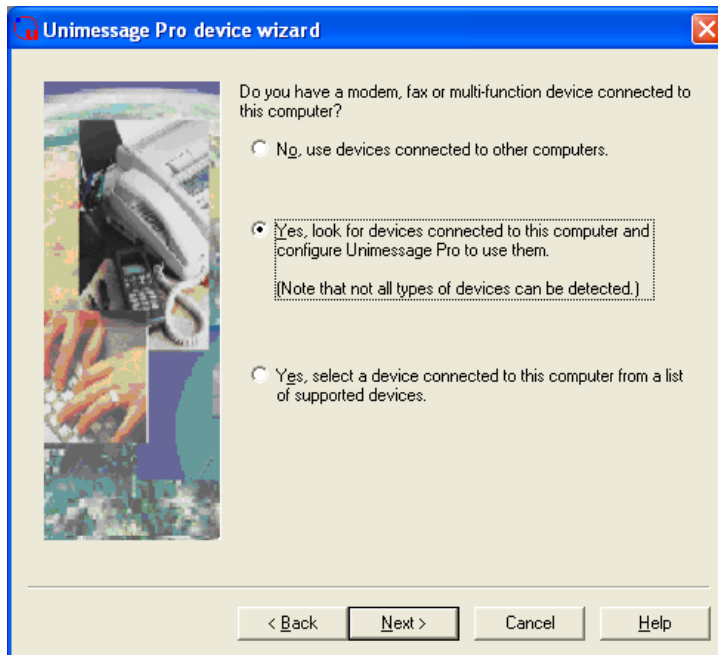 Unimessage Pro device wizard
Do you have a modem, fax or multi-function device connected to
this computer?
No, use devices connected to other computers.
Yes, look for devices connected to this computer and
configure Unimessage Pro to use them.
(Note that not all types of devices can be detected.)
Yes, select a device connected to this computer from a list
of supported devices.
< Back Next > Cancel Help